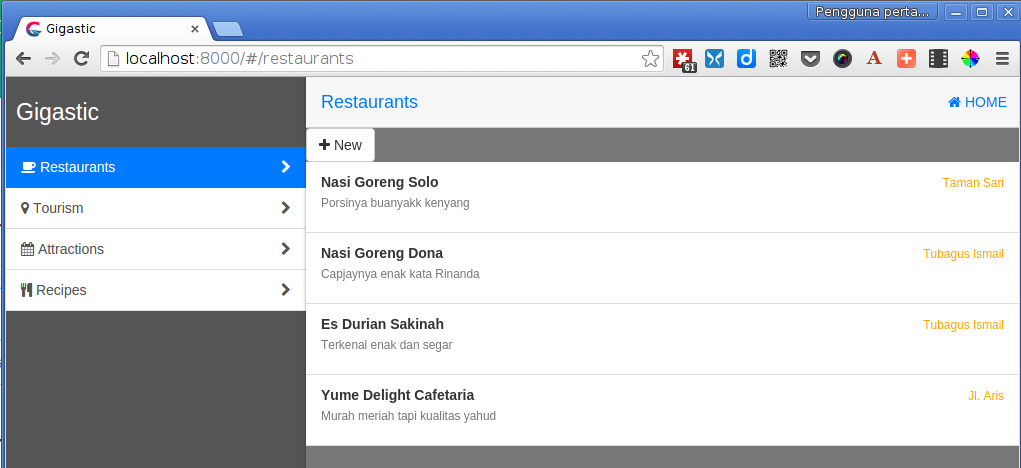 Pengguna perta...
Gigastic
localhost:8000/#/restaurants
61
A
Gigastic
Restaurants
HOME
Restaurants
Tourism
Attractions
Recipes
New
Nasi Goreng Solo
Taman Sari
Porsinya buanyakk kenyang
Nasi Goreng Dona
Tubagus Ismail
Capjaynya enak kata Rinanda
Es Durian Sakinah
Tubagus Ismail
Terkenal enak dan segar
Yume Delight Cafetaria
Jl. Aris
Murah meriah tapi kualitas yahud